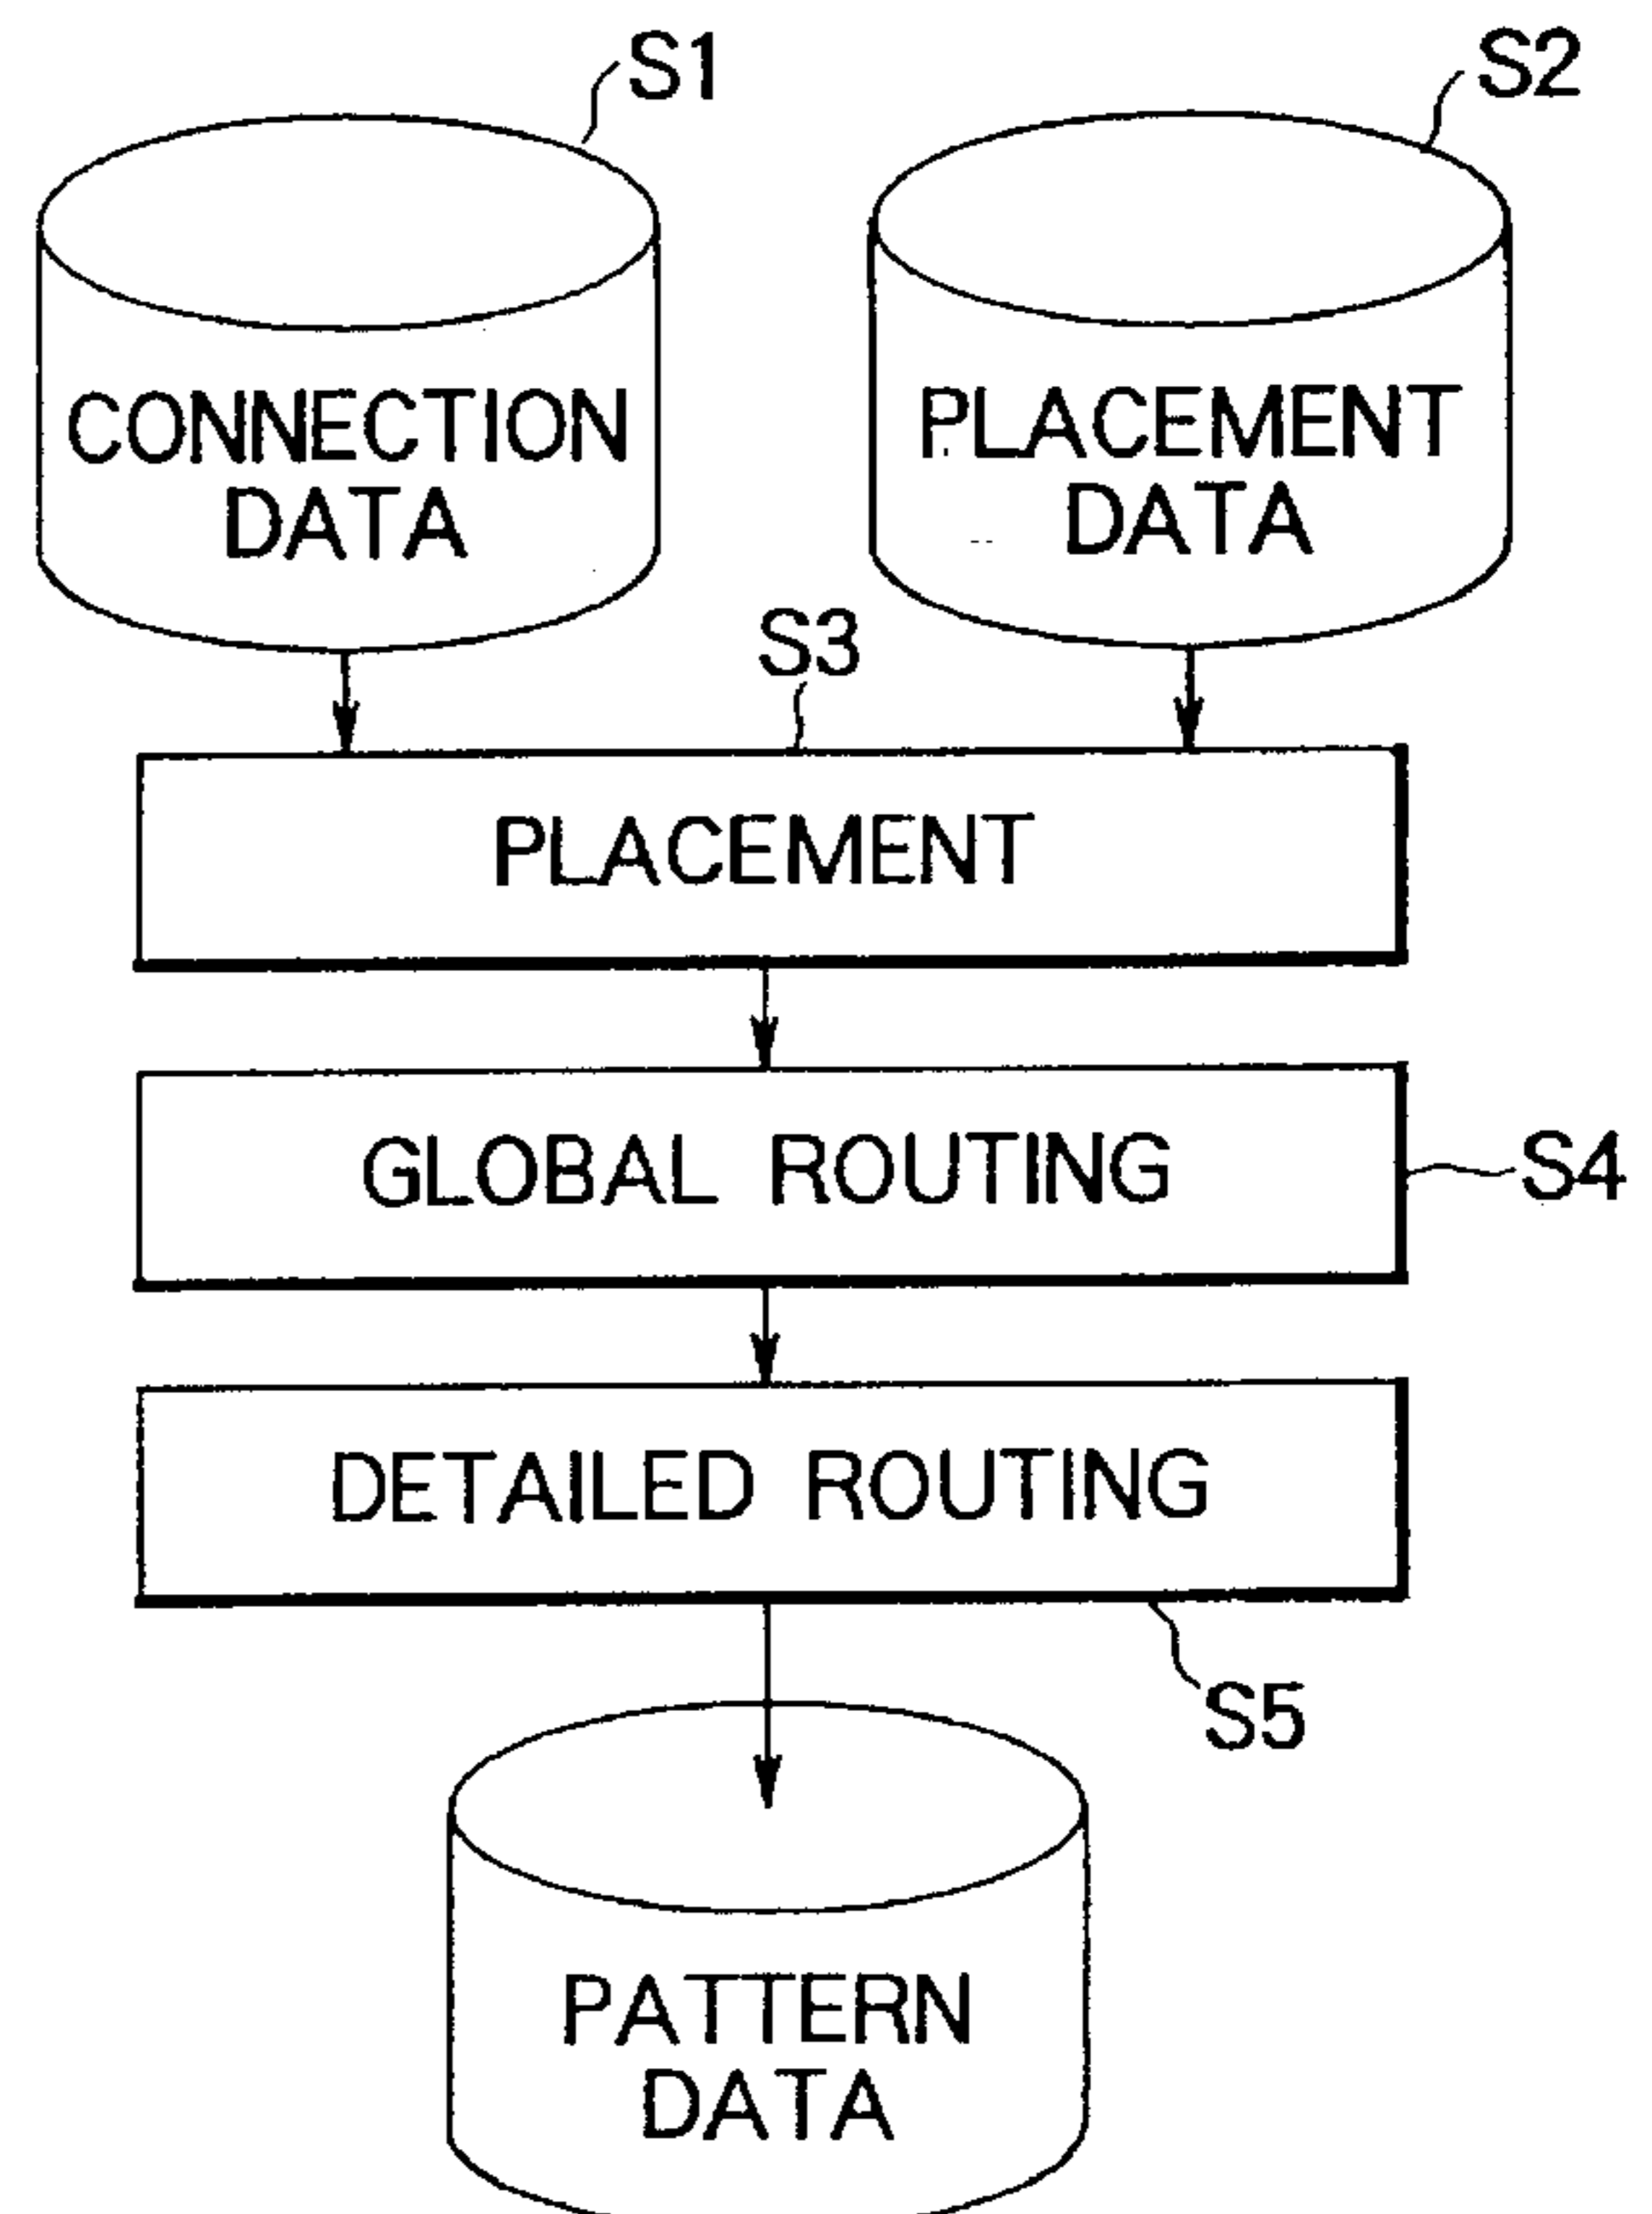 S1
S2
CONNECTION
DATA
PLACEMENT
DATA
S3
PLACEMENT
GLOBAL ROUTING
S4
DETAILED ROUTING
S5
PATTERN
DATA